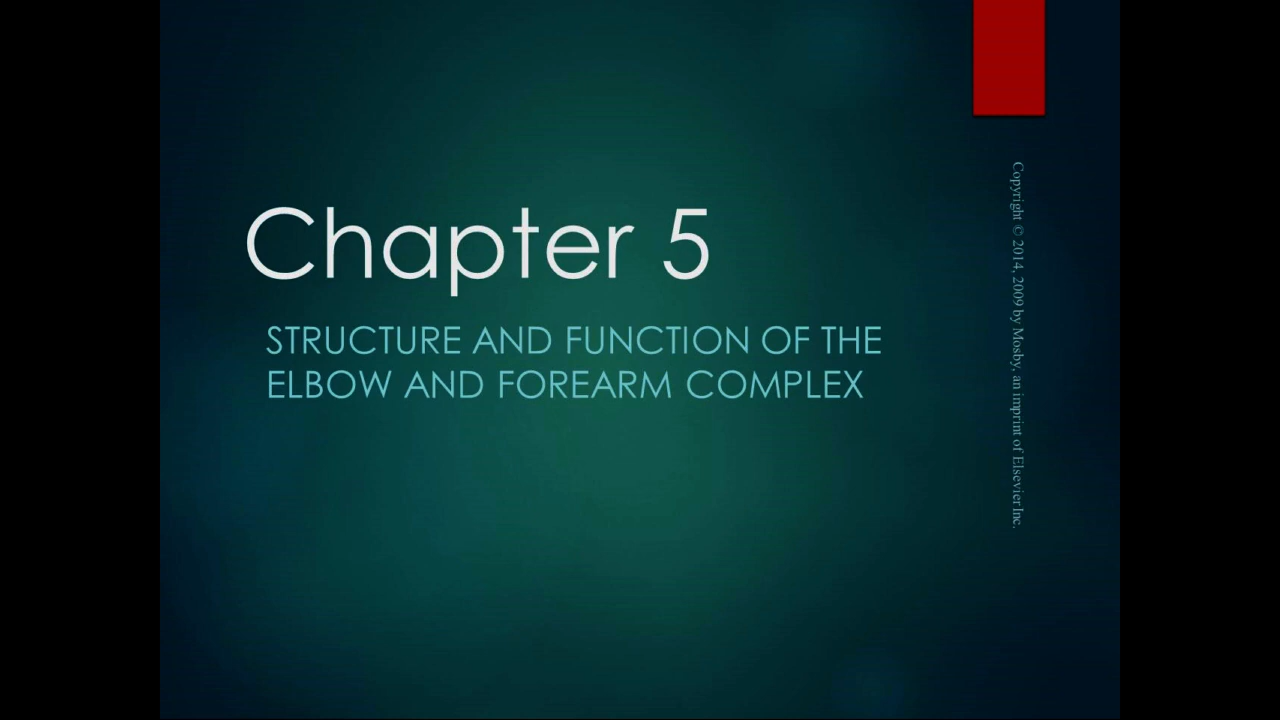 Chapter 5
STRUCTURE AND FUNCTION OF THE
ELBOW AND FOREARM COMPLEX
Copyright © 2014, 2009 by Mosby, an imprint of Elsevier Inc.